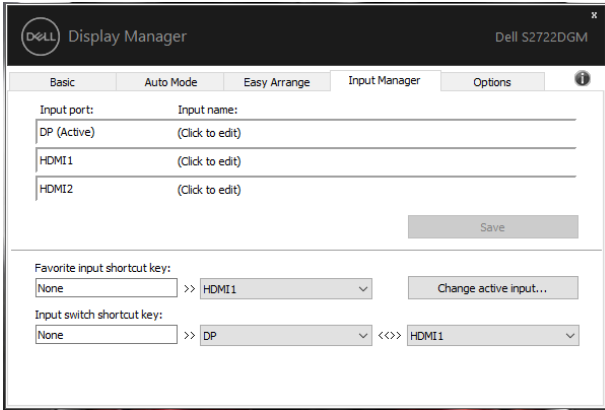 x
DELL Display Manager Dell S2722DGM
Basic Auto Mode Easy Arrange Input Manager Options i
Input port: Input name:
DP (Active) (Click to edit)
HDMI1 (Click to edit)
HDMI2 (Click to edit)
Save
Favorite input shortcut key:
None >> HDMI1 Change active input...
Input switch shortcut key:
None >> DP <<>> HDMI1